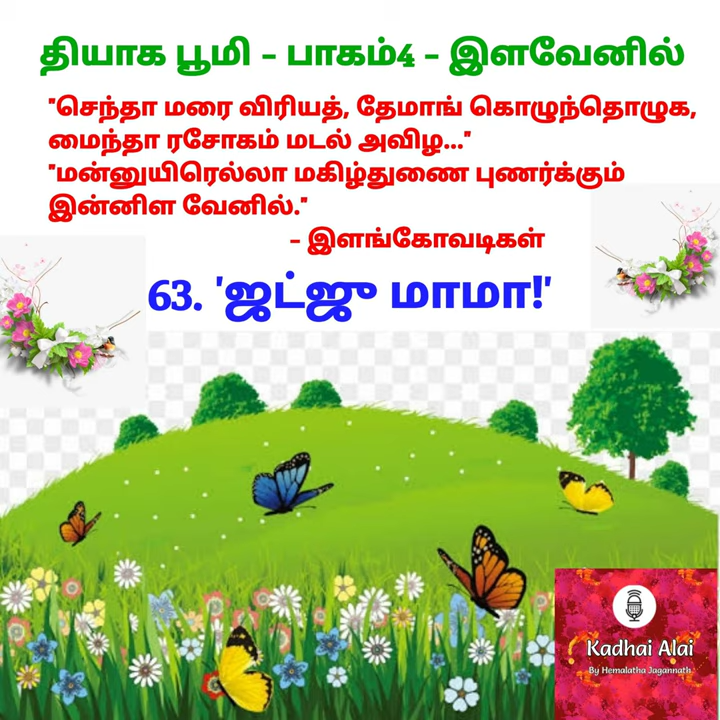 தியாக பூமி - பாகம்4 - இளவேனில்
"செந்தா மரை விரியத், தேமாங் கொழுந்தொழுக,
மைந்தா ரசோகம் மடல் அவிழ..."
"மன்னுயிரெல்லா மகிழ்துணை புணர்க்கும்
இன்னிள வேனில்."
- இளங்கோவடிகள்
63. 'ஜட்ஜு மாமா!'
Kadhai Alai
By Hemalatha Jagannath